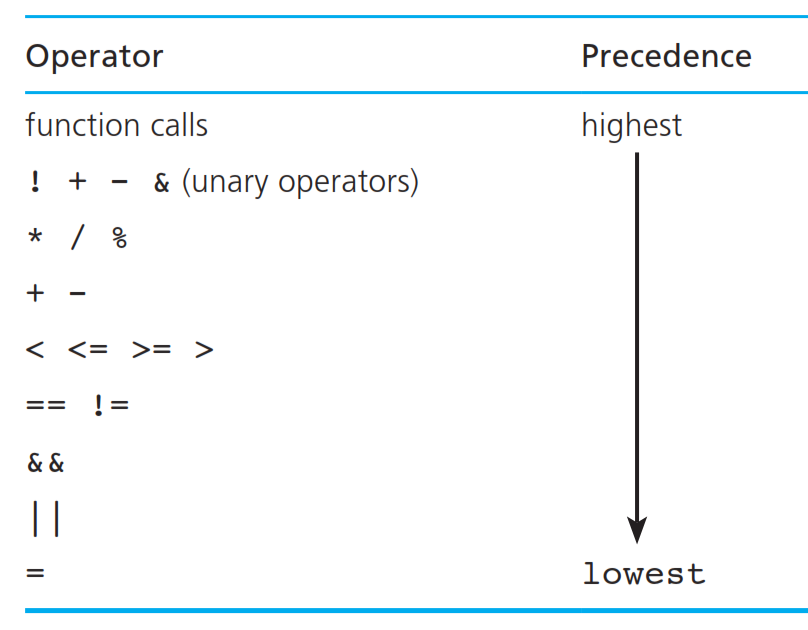 Operator Precedence
function calls highest
! + - & (unary operators)
* / %
+ -
< <= >= >
== !=
&&
||
= lowest